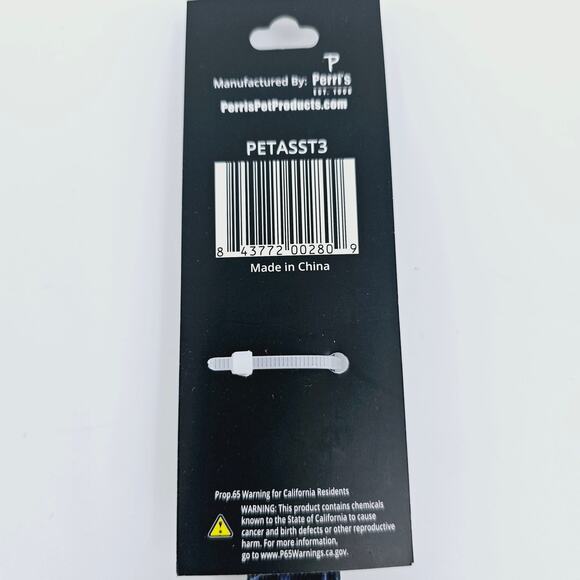 Manufactured By: Perri's
EST. 1990
PerrisPetProducts.com
PETASST3
8 43772 00280 9
Made in China
Prop.65 Warning for California Residents
WARNING: This product contains chemicals
known to the State of California to cause
cancer and birth defects or other reproductive
harm. For more information,
go to www.P65Warnings.ca.gov.